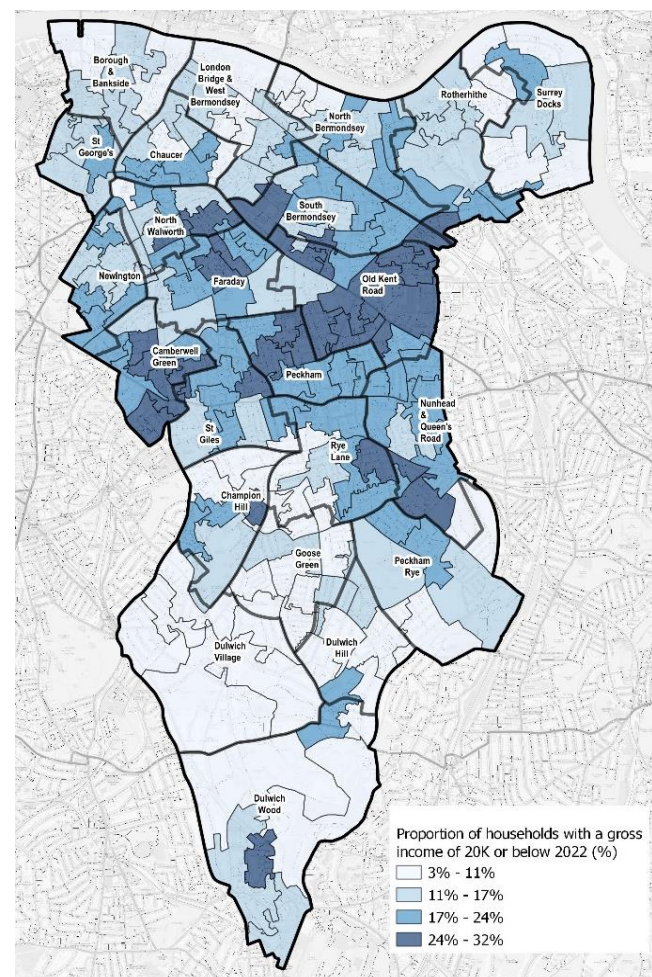 Borough
&
Bankside
London
Bridge &
West
Bermondsey
Rotherhithe
Surrey
Docks
North
Bermondsey
St
George's
Chaucer
South
Bermondsey
North
Walworth
Newington
Faraday
Old Kent
Road
Camberwell
Green
Peckham
Nunhead
&
Queen's
Road
St
Giles
Rye
Lane
Champion
Hill
Goose
Green
Peckham
Rye
Dulwich
Village
Dulwich
Hill
Dulwich
Wood
Proportion of households with a gross
income of 20K or below 2022 (%)
3% - 11%
11% - 17%
17% - 24%
24% - 32%